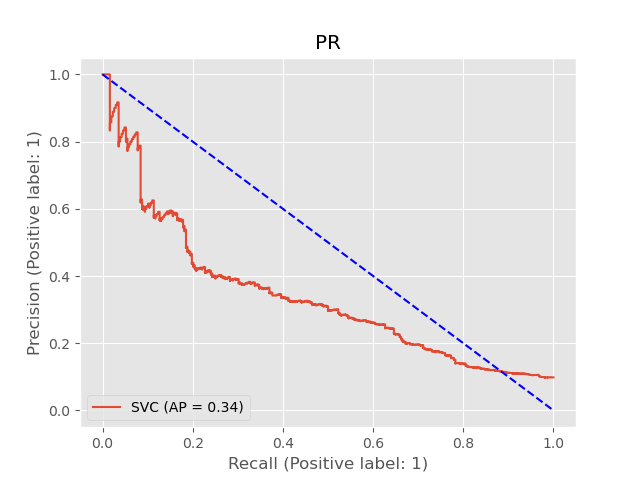 PR
1.0
0.8
0.6
0.4
0.2
0.0
Precision (Positive label: 1)
SVC (AP = 0.34)
0.0 0.2 0.4 0.6 0.8 1.0
Recall (Positive label: 1)